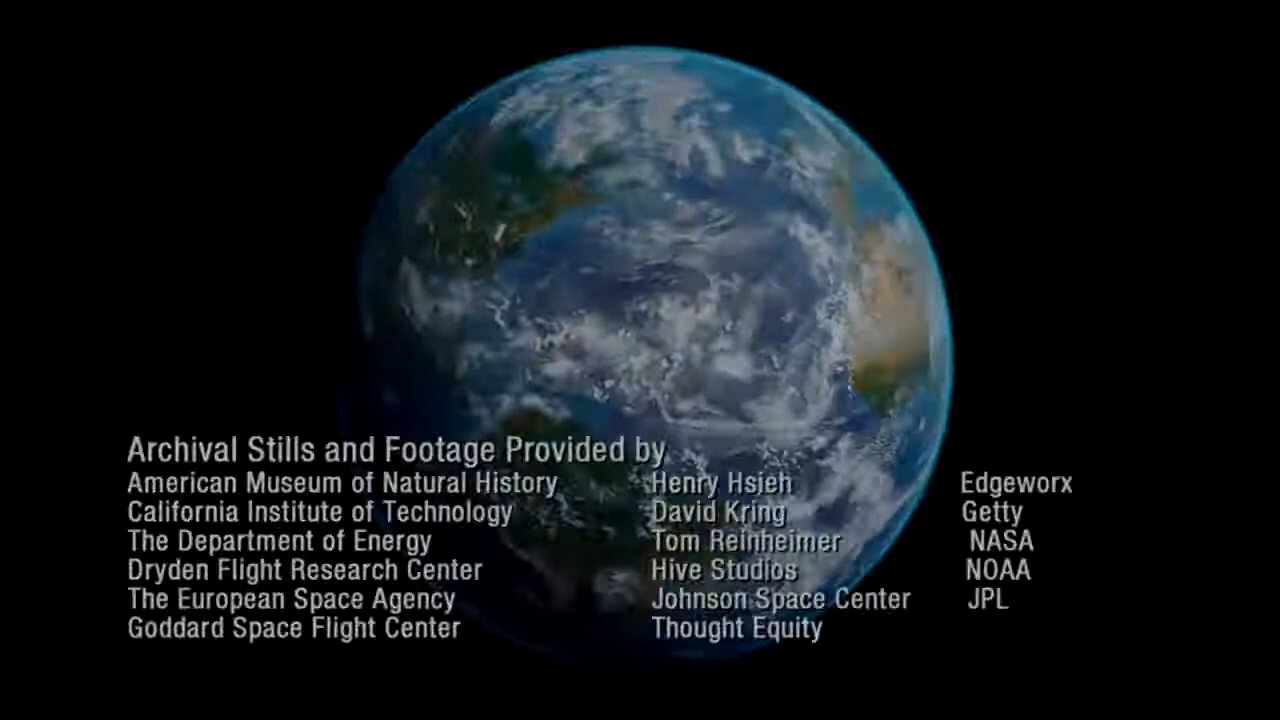 Archival Stills and Footage Provided by
American Museum of Natural History Henry Hsieh Edgeworx
California Institute of Technology David Kring Getty
The Department of Energy Tom Reinheimer NASA
Dryden Flight Research Center Hive Studios NOAA
The European Space Agency Johnson Space Center JPL
Goddard Space Flight Center Thought Equity